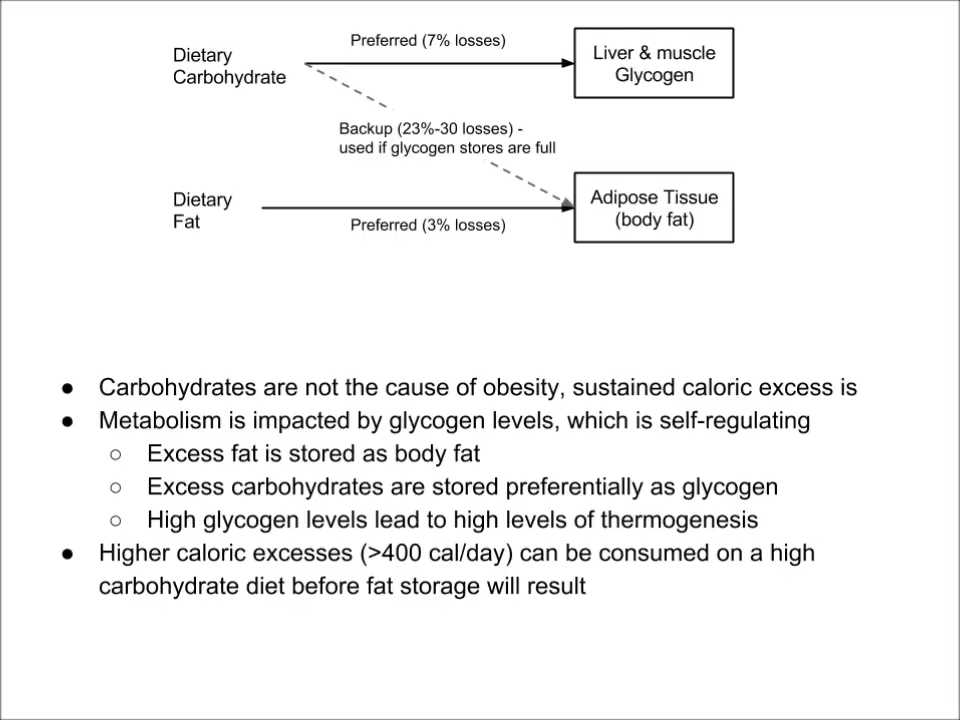 Preferred (7% losses)
Dietary
Carbohydrate
Liver & muscle
Glycogen
Backup (23%-30 losses) -
used if glycogen stores are full
Dietary
Fat
Preferred (3% losses)
Adipose Tissue
(body fat)
● Carbohydrates are not the cause of obesity, sustained caloric excess is
● Metabolism is impacted by glycogen levels, which is self-regulating
○ Excess fat is stored as body fat
○ Excess carbohydrates are stored preferentially as glycogen
○ High glycogen levels lead to high levels of thermogenesis
● Higher caloric excesses (>400 cal/day) can be consumed on a high
carbohydrate diet before fat storage will result